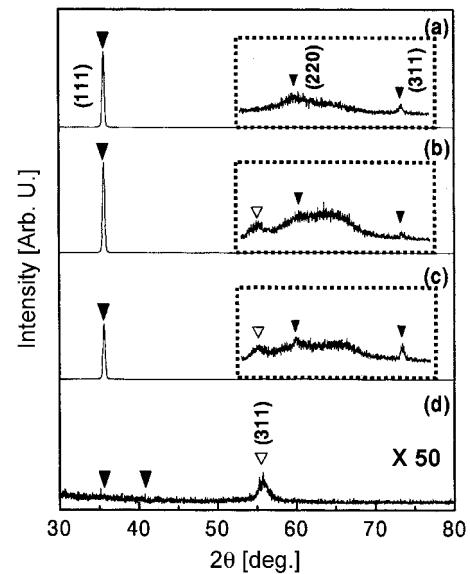 (a)
(111)
(220)
(311)
(b)
(c)
(d)
(311)
X 50
Intensity [Arb. U.]
30 40 50 60 70 80
2θ [deg.]